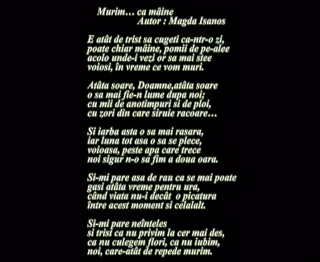 Murim... ca mâine
Autor : Magda Isanos
E atât de trist sa cugeti ca-ntr-o zi,
poate chiar mâine, pomii de pe-alee
acolo unde-i vezi or sa mai stee
voiosi, în vreme ce vom muri.
Atâta soare, Doamne,atâta soare
o sa mai fie-n lume dupa noi;
cu mii de anotimpuri si de ploi,
cu zori din care siruie racoare...
Si iarba asta o sa mai rasara,
iar luna tot asa o sa se plece,
voioasa, peste apa care trece
noi sigur n-o sa fim a doua oara.
Si-mi pare asa de rau ca se mai poate
gasi atâta vreme pentru ura,
când viata nu-i decât o picatura
între acest moment si celalalt.
Si-mi pare neînteles
si trist ca nu privim la cer mai des,
ca nu culegem flori, ca nu iubim,
noi, care-atât de repede murim.